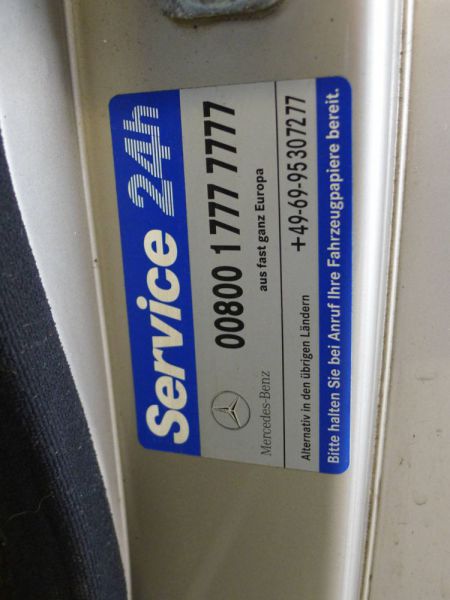 Service 24h
00800 1 777 7777
aus fast ganz Europa
Mercedes-Benz
Alternativ in den übrigen Ländern
+49-69-95307277
Bitte halten Sie bei Anruf Ihre Fahrzeugpapiere bereit.